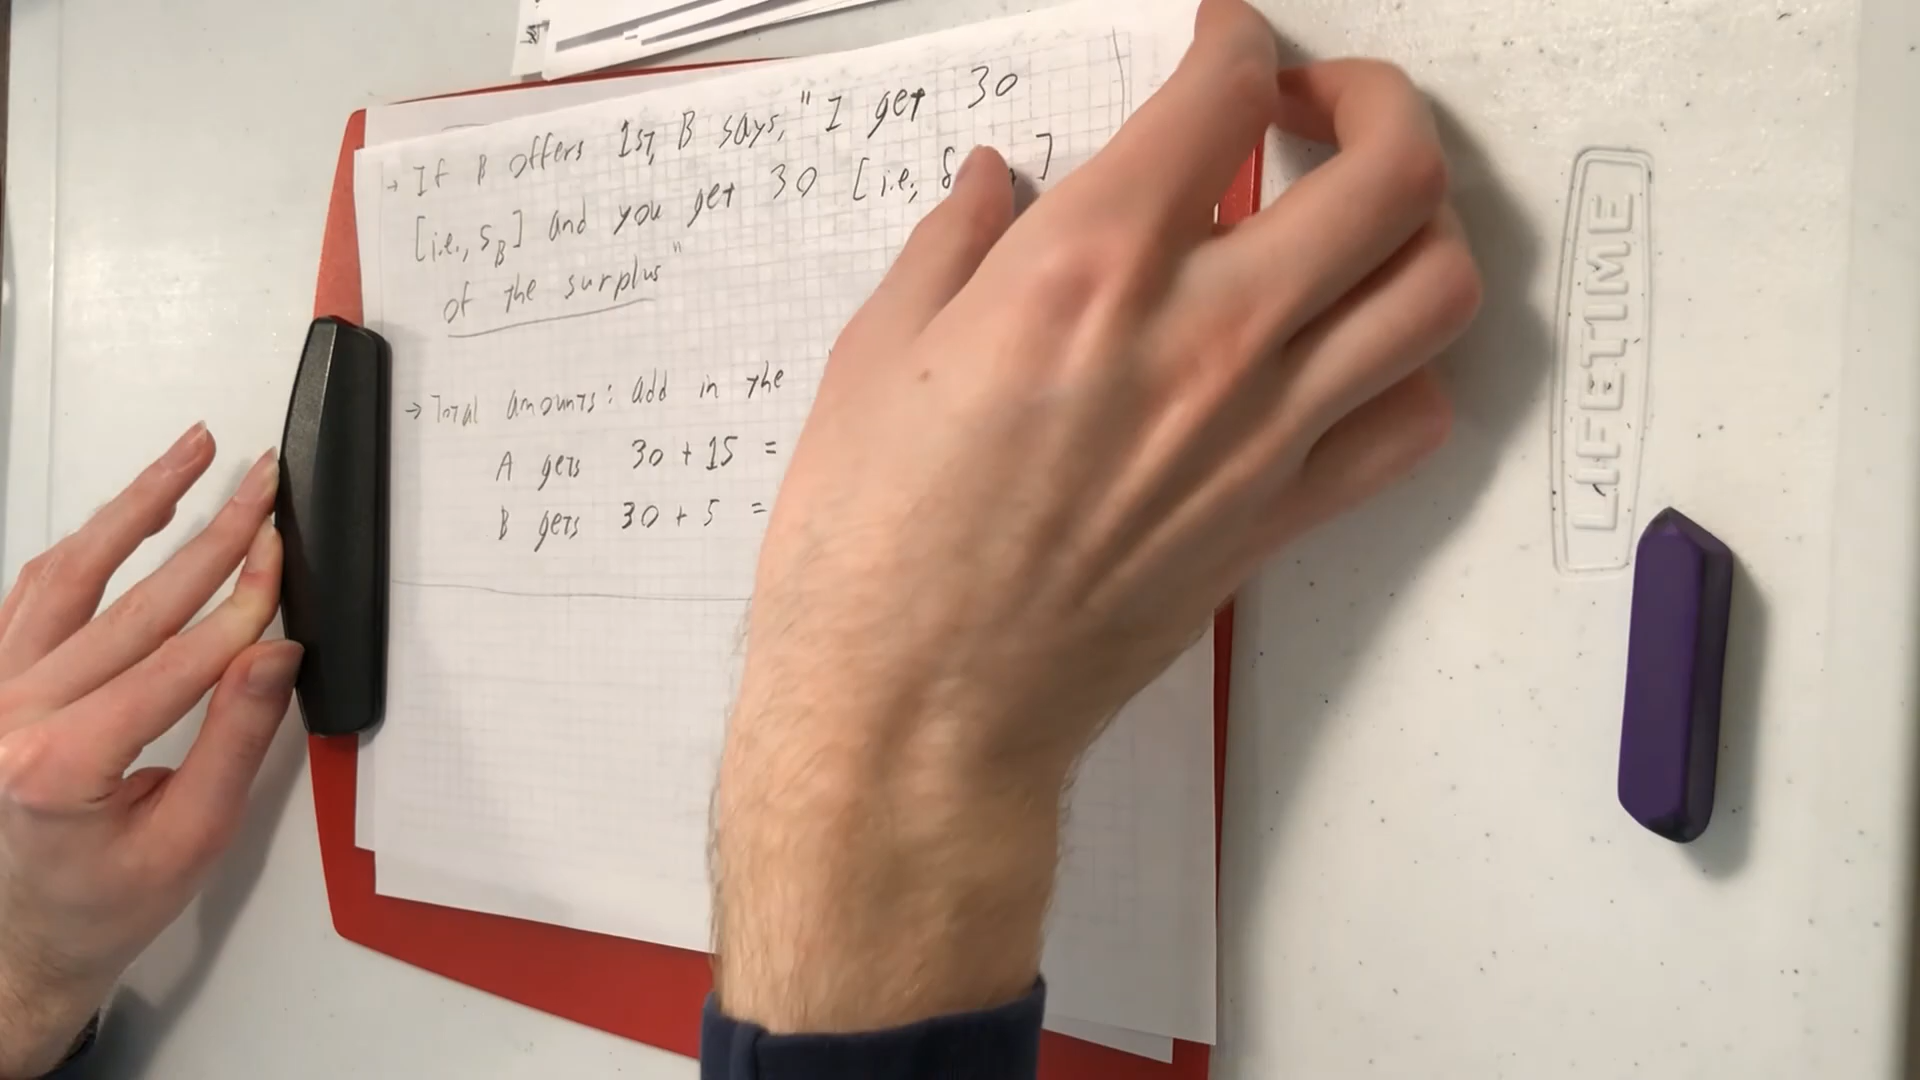 → If B offers 1st, B says, "I get 30
[i.e., s_B] and you get 30 [i.e., δ ]
of the surplus"
→ Total amounts: add in the "
A gets 30 + 15 =
B gets 30 + 5 =
LIFETIME